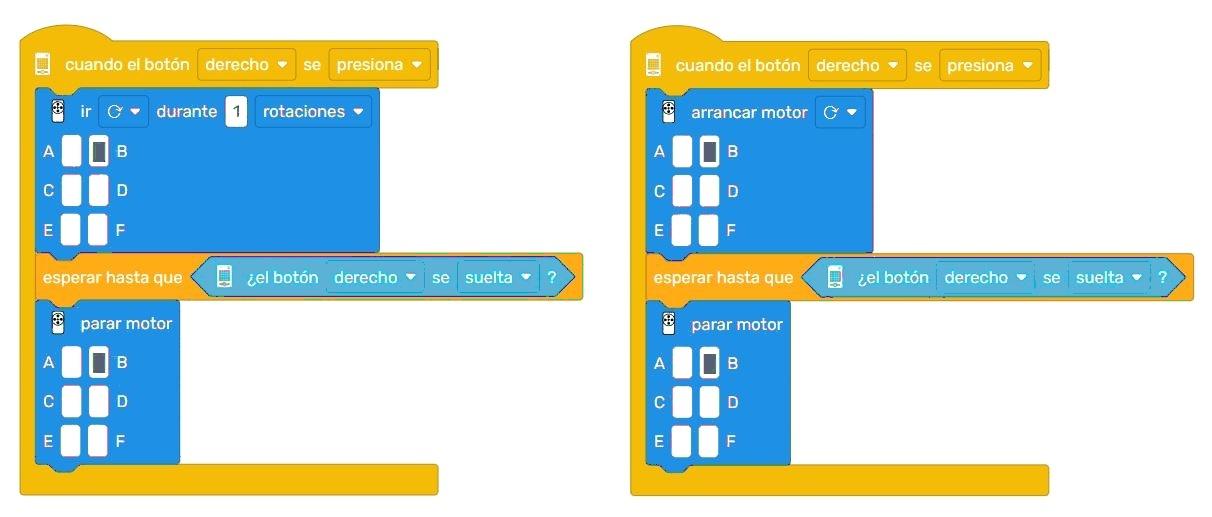 cuando el botón derecho se presiona
ir durante 1 rotaciones
A B
C D
E F
esperar hasta que ¿el botón derecho se suelta ?
parar motor
A B
C D
E F
cuando el botón derecho se presiona
arrancar motor
A B
C D
E F
esperar hasta que ¿el botón derecho se suelta ?
parar motor
A B
C D
E F